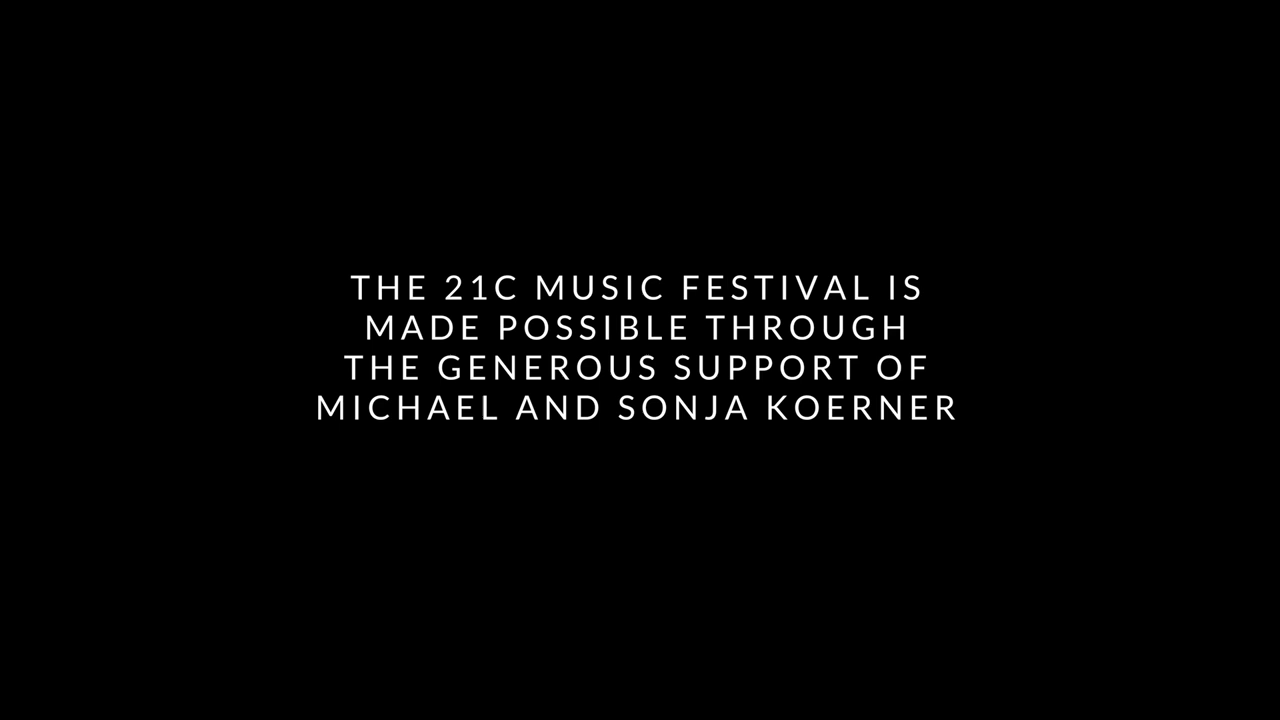 THE 21C MUSIC FESTIVAL IS
MADE POSSIBLE THROUGH
THE GENEROUS SUPPORT OF
MICHAEL AND SONJA KOERNER